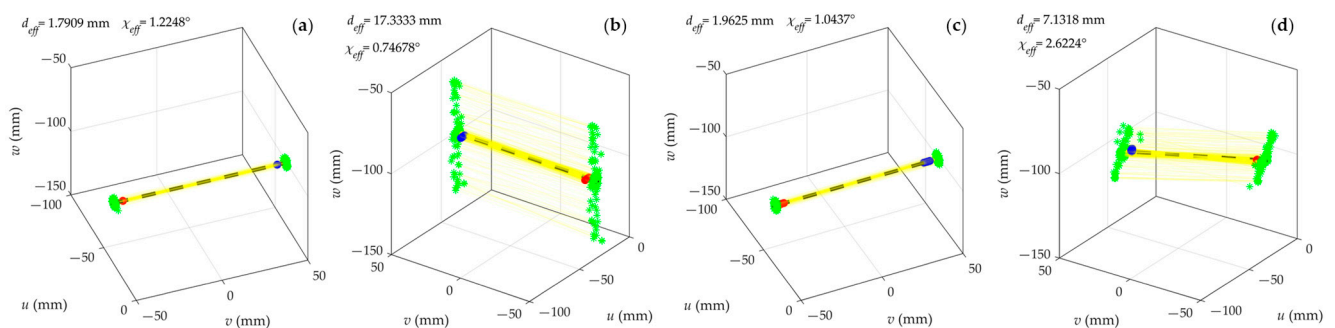 d_eff = 1.7909 mm χ_eff = 1.2248° (a)
−50
−100
−150
w (mm)
−100
−50
0
u (mm)
−50
0
50
v (mm)
d_eff = 17.3333 mm (b)
χ_eff = 0.74678°
−50
−100
−150
w (mm)
50
0
−50
v (mm)
−100
−50
0
u (mm)
d_eff = 1.9625 mm χ_eff = 1.0437° (c)
−50
−100
−150
w (mm)
−100
−50
0
u (mm)
−50
0
50
v (mm)
d_eff = 7.1318 mm (d)
χ_eff = 2.6224°
−50
−100
−150
w (mm)
50
0
−50
v (mm)
−100
−50
0
u (mm)